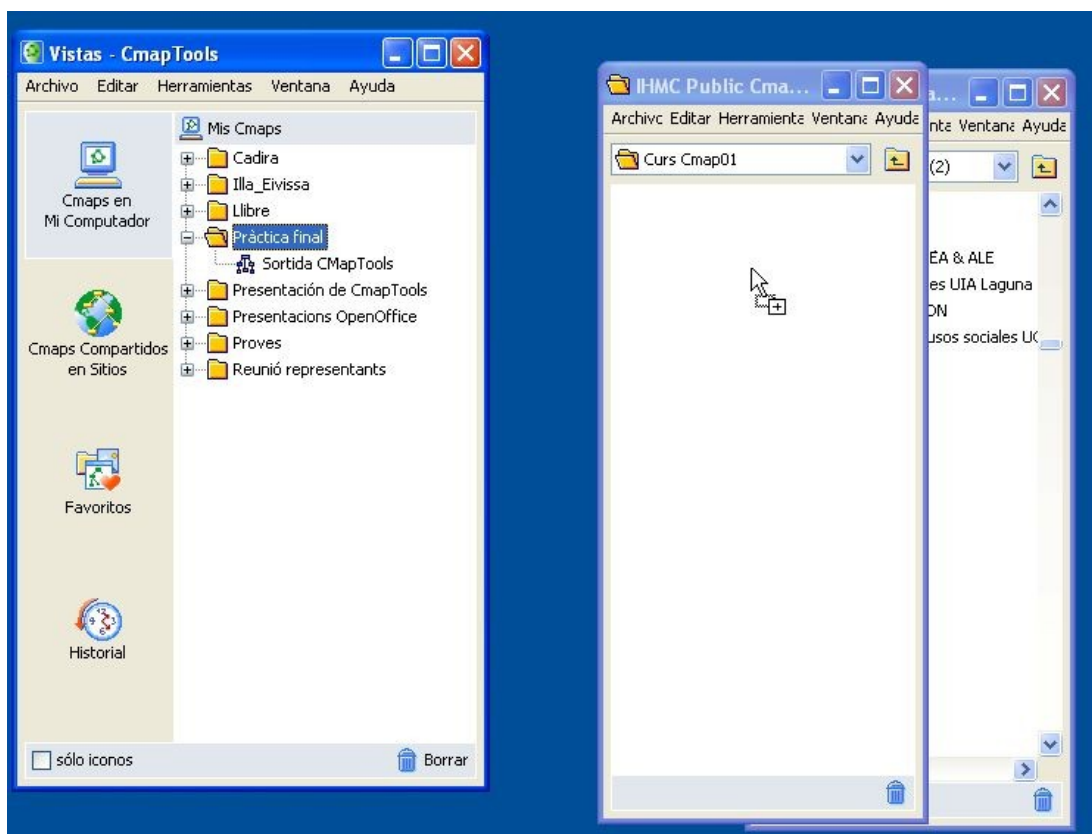 Vistas - CmapTools
Archivo Editar Herramientas Ventana Ayuda
Cmaps en
Mi Computador
Cmaps Compartidos
en Sitios
Favoritos
Historial
Mis Cmaps
Cadira
Illa_Eivissa
Llibre
Pràctica final
Sortida CMapTools
Presentación de CmapTools
Presentacions OpenOffice
Proves
Reunió representants
sólo iconos
Borrar
IHMC Public Cma...
Archivc Editar Herramienta Ventana Ayuda
Curs Cmap01
a...
nta Ventana Ayuda
(2)
EA & ALE
es UIA Laguna
ON
usos sociales